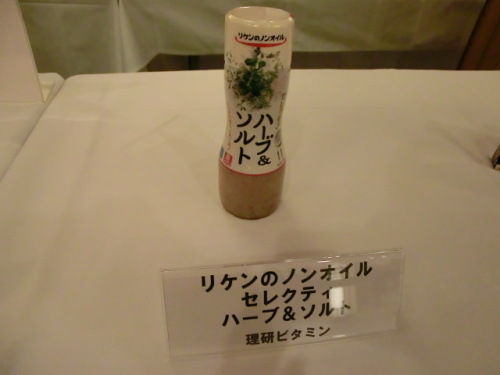 リケンのノンオイル
ハーブ&
ソルト
リケンのノンオイル
セレクティ
ハーブ&ソルト
理研ビタミン